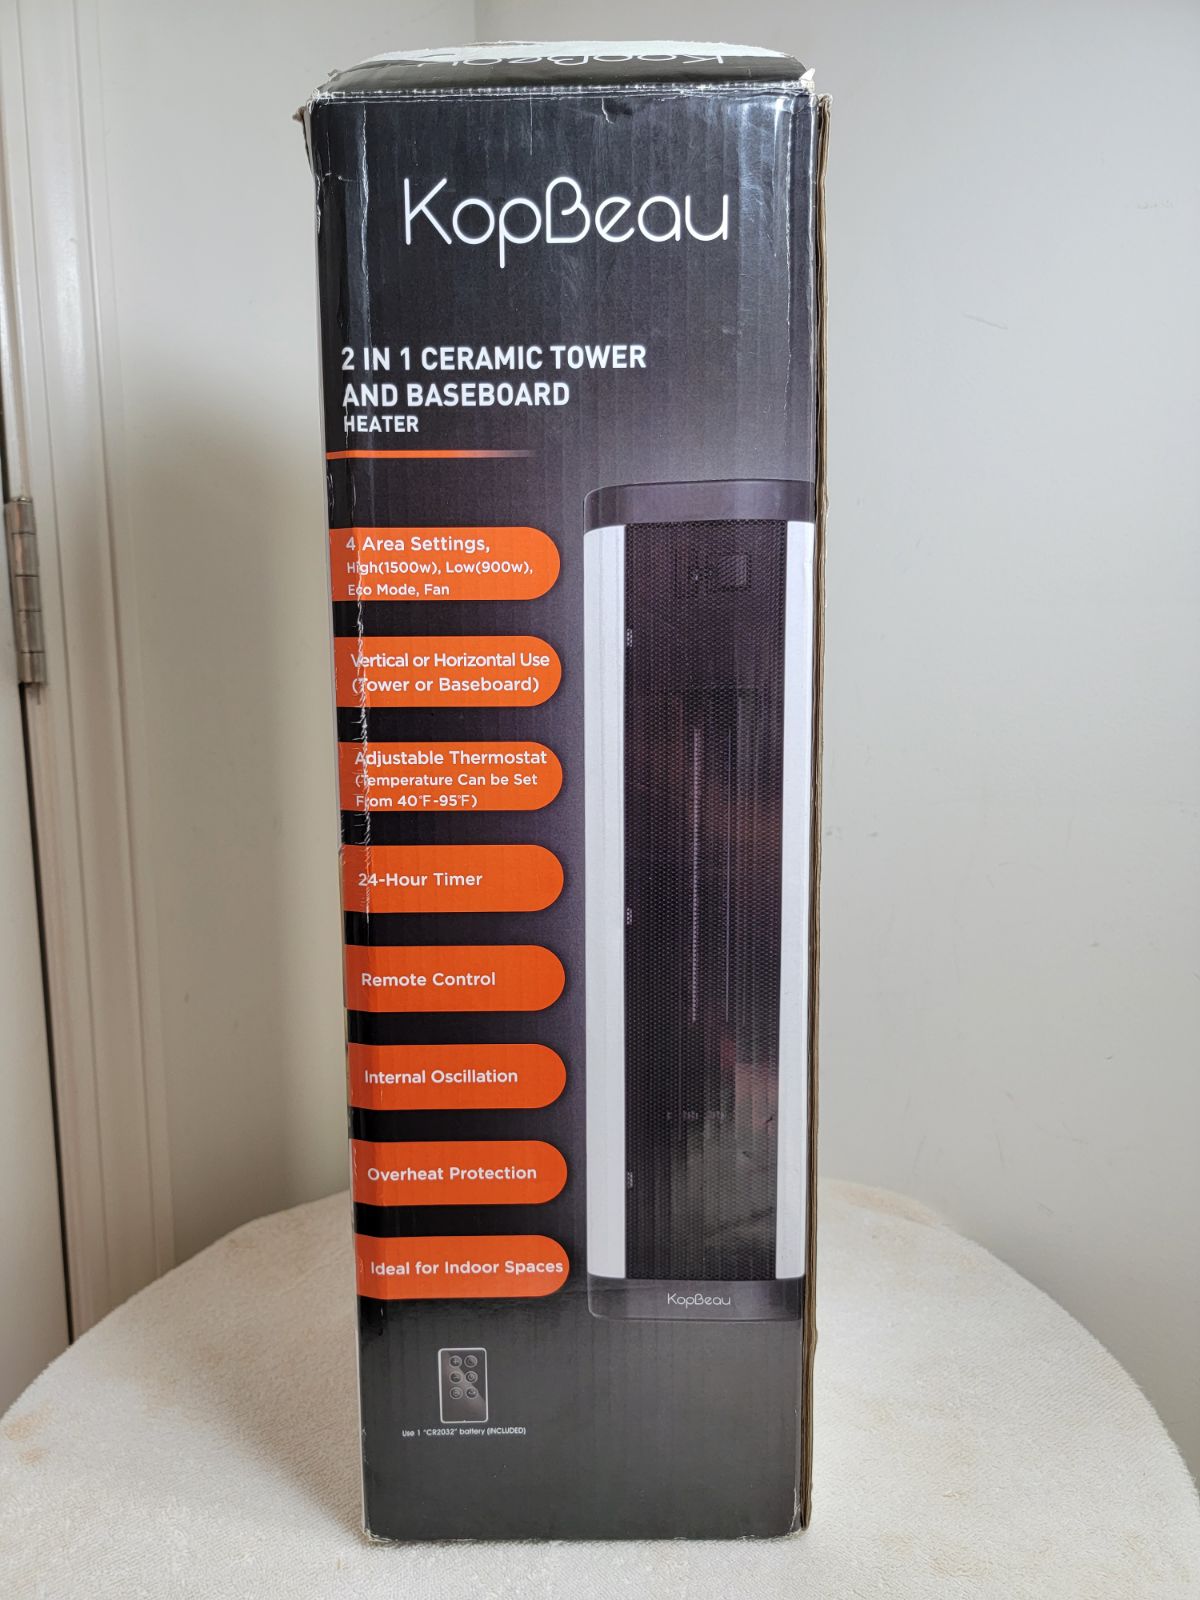 KopBeau
KopBeau
2 IN 1 CERAMIC TOWER
AND BASEBOARD
HEATER
4 Area Settings,
High(1500w), Low(900w),
Eco Mode, Fan
Vertical or Horizontal Use
(Tower or Baseboard)
Adjustable Thermostat
(Temperature Can be Set
From 40°F-95°F)
24-Hour Timer
Remote Control
Internal Oscillation
Overheat Protection
Ideal for Indoor Spaces
KopBeau
Use 1 "CR2032" battery (INCLUDED)